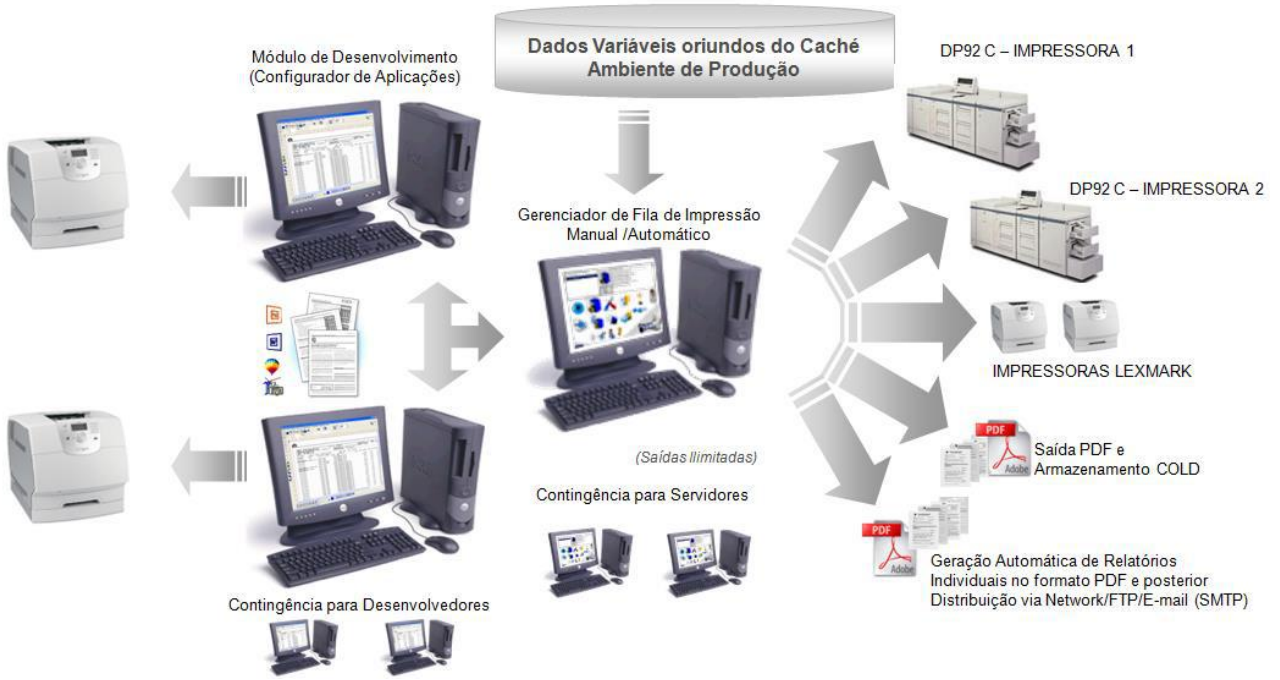 Dados Variáveis oriundos do Caché
Ambiente de Produção
Módulo de Desenvolvimento
(Configurador de Aplicações)
DP92 C – IMPRESSORA 1
DP92 C – IMPRESSORA 2
Gerenciador de Fila de Impressão
Manual /Automático
IMPRESSORAS LEXMARK
(Saídas Ilimitadas)
PDF
Adobe
Saída PDF e
Armazenamento COLD
Contingência para Servidores
PDF
Adobe
Geração Automática de Relatórios
Individuais no formato PDF e posterior
Distribuição via Network/FTP/E-mail (SMTP)
Contingência para Desenvolvedores